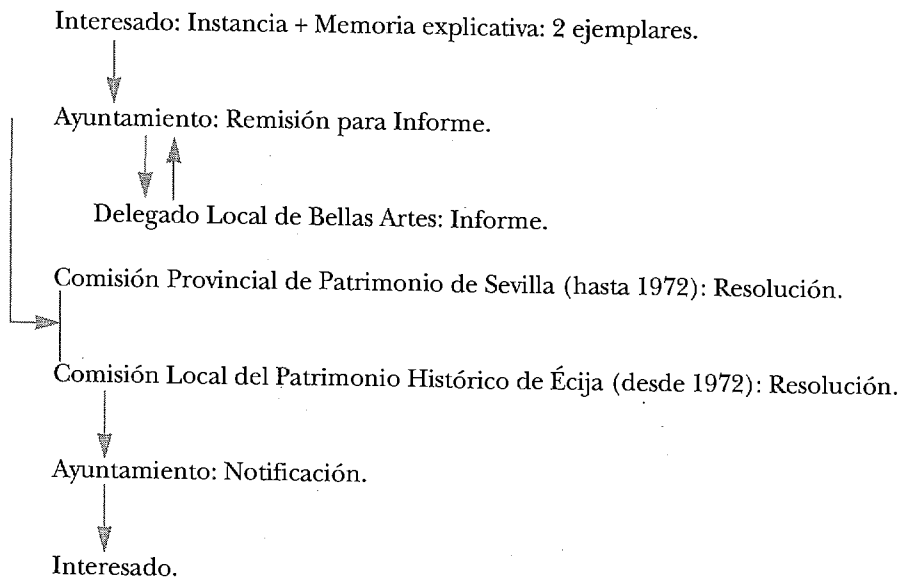 Interesado: Instancia + Memoria explicativa: 2 ejemplares.
Ayuntamiento: Remisión para Informe.
Delegado Local de Bellas Artes: Informe.
Comisión Provincial de Patrimonio de Sevilla (hasta 1972): Resolución.
Comisión Local del Patrimonio Histórico de Écija (desde 1972): Resolución.
Ayuntamiento: Notificación.
Interesado.